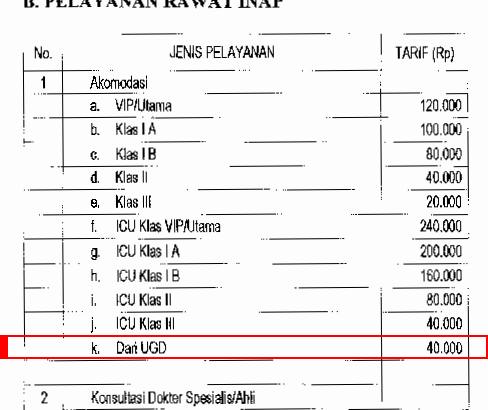 B. PELAYANAN RAWAT INAP
No. JENIS PELAYANAN TARIF (Rp)
1 Akomodasi
a. VIP/Utama 120.000
b. Klas I A 100.000
c. Klas I B 80.000
d. Klas II 40.000
e. Klas III 20.000
f. ICU Klas VIP/Utama 240.000
g. ICU Klas I A 200.000
h. ICU Klas I B 160.000
i. ICU Klas II 80.000
j. ICU Klas III 40.000
k. Dari UGD 40.000
2 Konsultasi Dokter Spesialis/Ahli